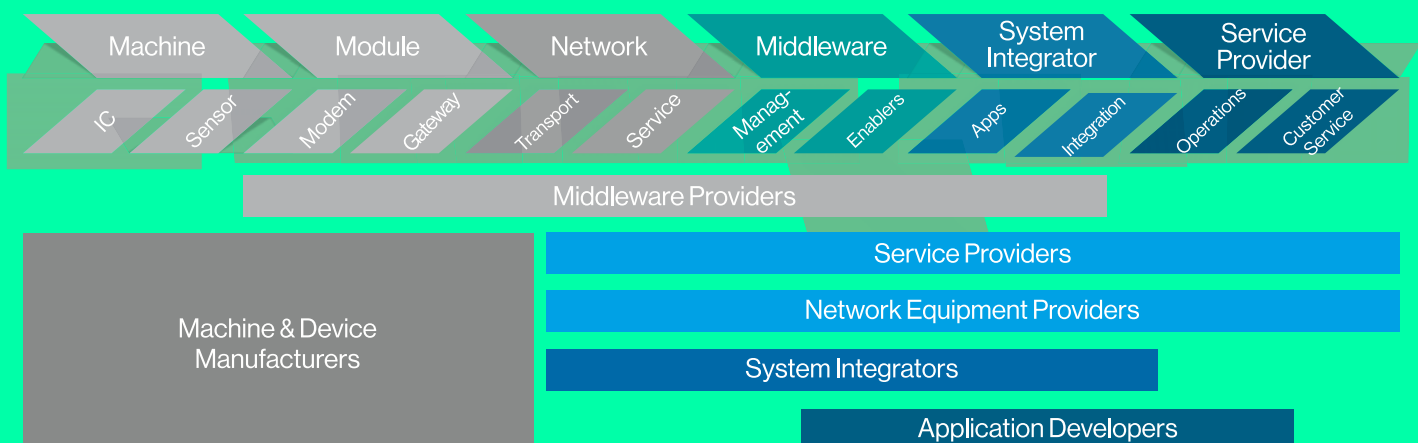 Machine
Module
Network
Middleware
System
Integrator
Service
Provider
IC
Sensor
Modem
Gateway
Transport
Service
Manag-
ement
Enablers
Apps
Integration
Operations
Customer
Service
Middleware Providers
Service Providers
Network Equipment Providers
Machine & Device
Manufacturers
System Integrators
Application Developers